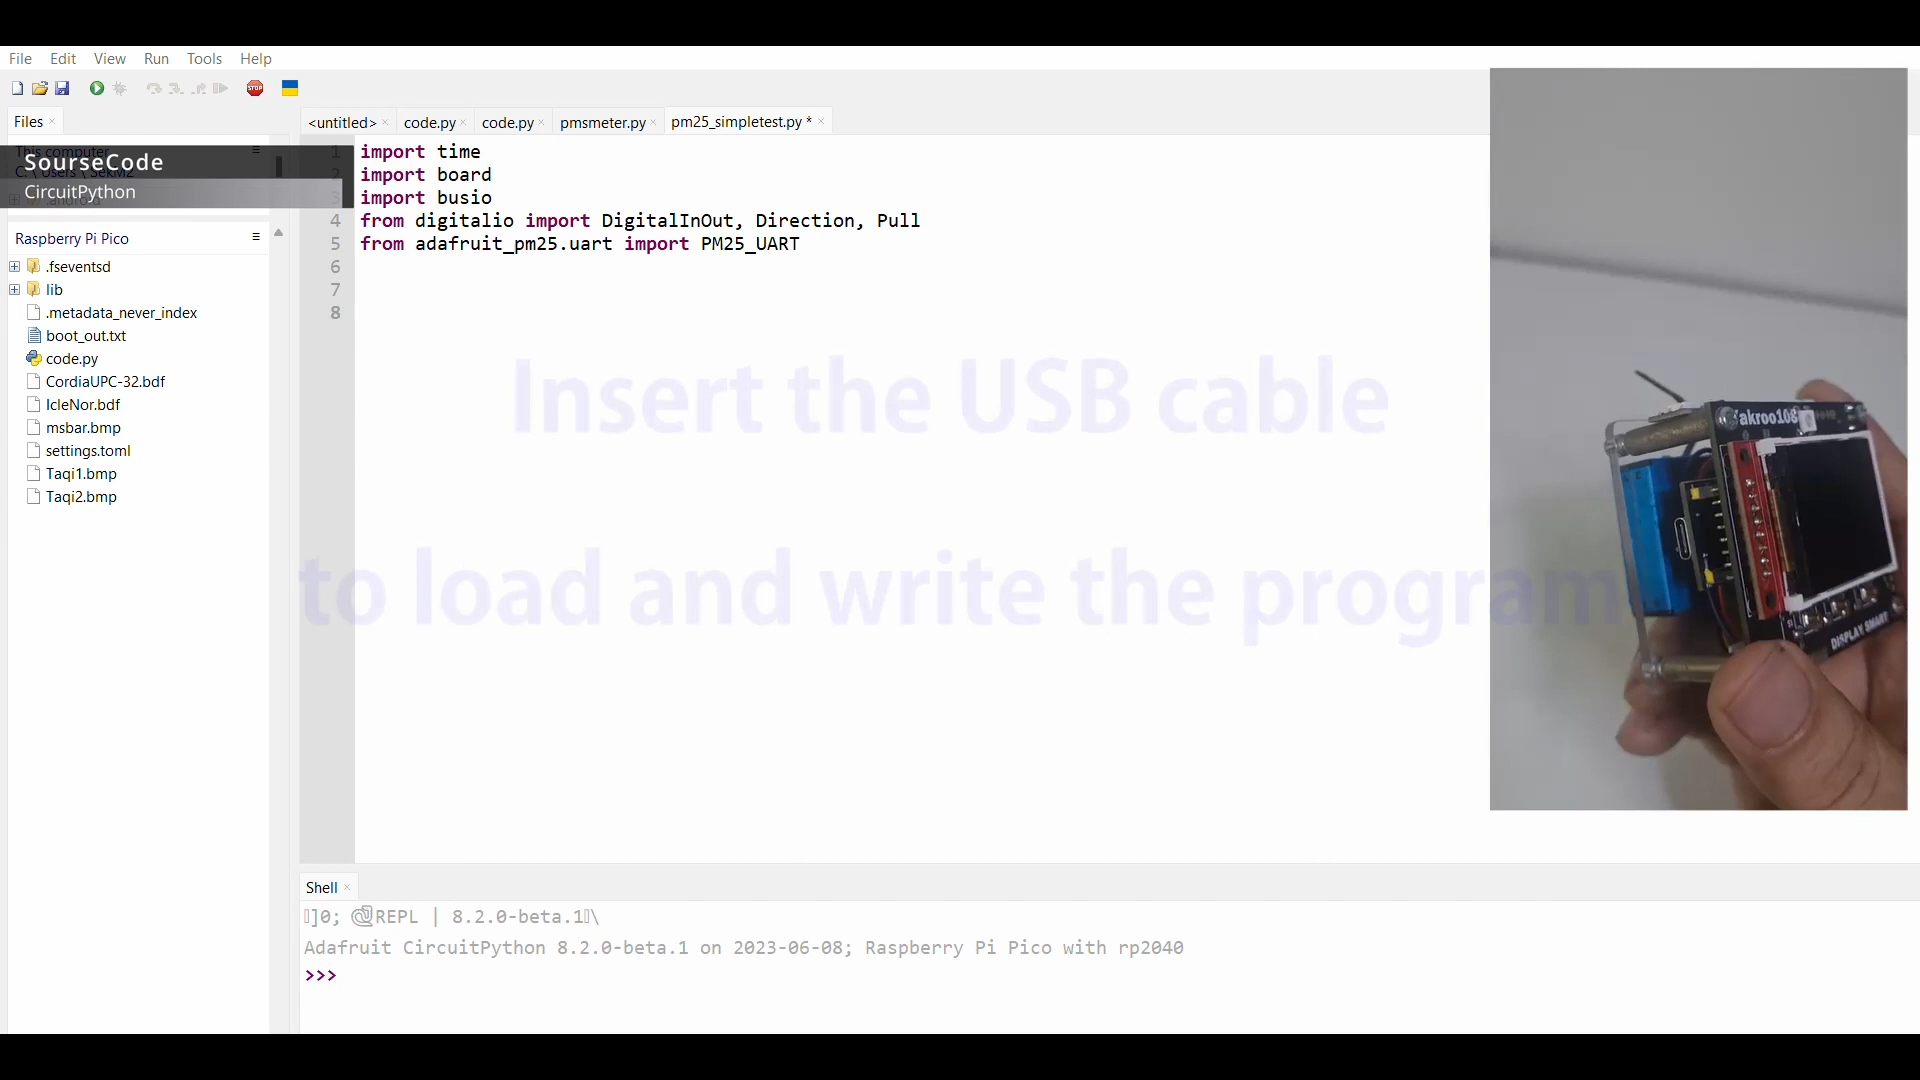 File Edit View Run Tools Help
Files
<untitled> code.py code.py pmsmeter.py pm25_simpletest.py *
This computer
SourseCode
CircuitPython
Raspberry Pi Pico
.fseventsd
lib
.metadata_never_index
boot_out.txt
code.py
CordiaUPC-32.bdf
IcleNor.bdf
msbar.bmp
settings.toml
Taqi1.bmp
Taqi2.bmp
1 import time
2 import board
3 import busio
4 from digitalio import DigitalInOut, Direction, Pull
5 from adafruit_pm25.uart import PM25_UART
6
7
8
Insert the USB cable
to load and write the program
akroo108
DISPLAY SMART
Shell
]0; REPL | 8.2.0-beta.1\
Adafruit CircuitPython 8.2.0-beta.1 on 2023-06-08; Raspberry Pi Pico with rp2040
>>>
STOP